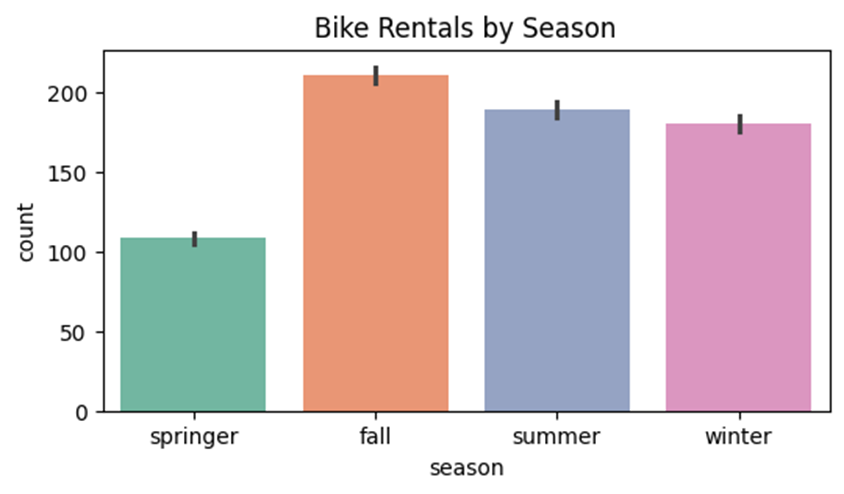 Bike Rentals by Season
count
200
150
100
50
0
springer fall summer winter
season